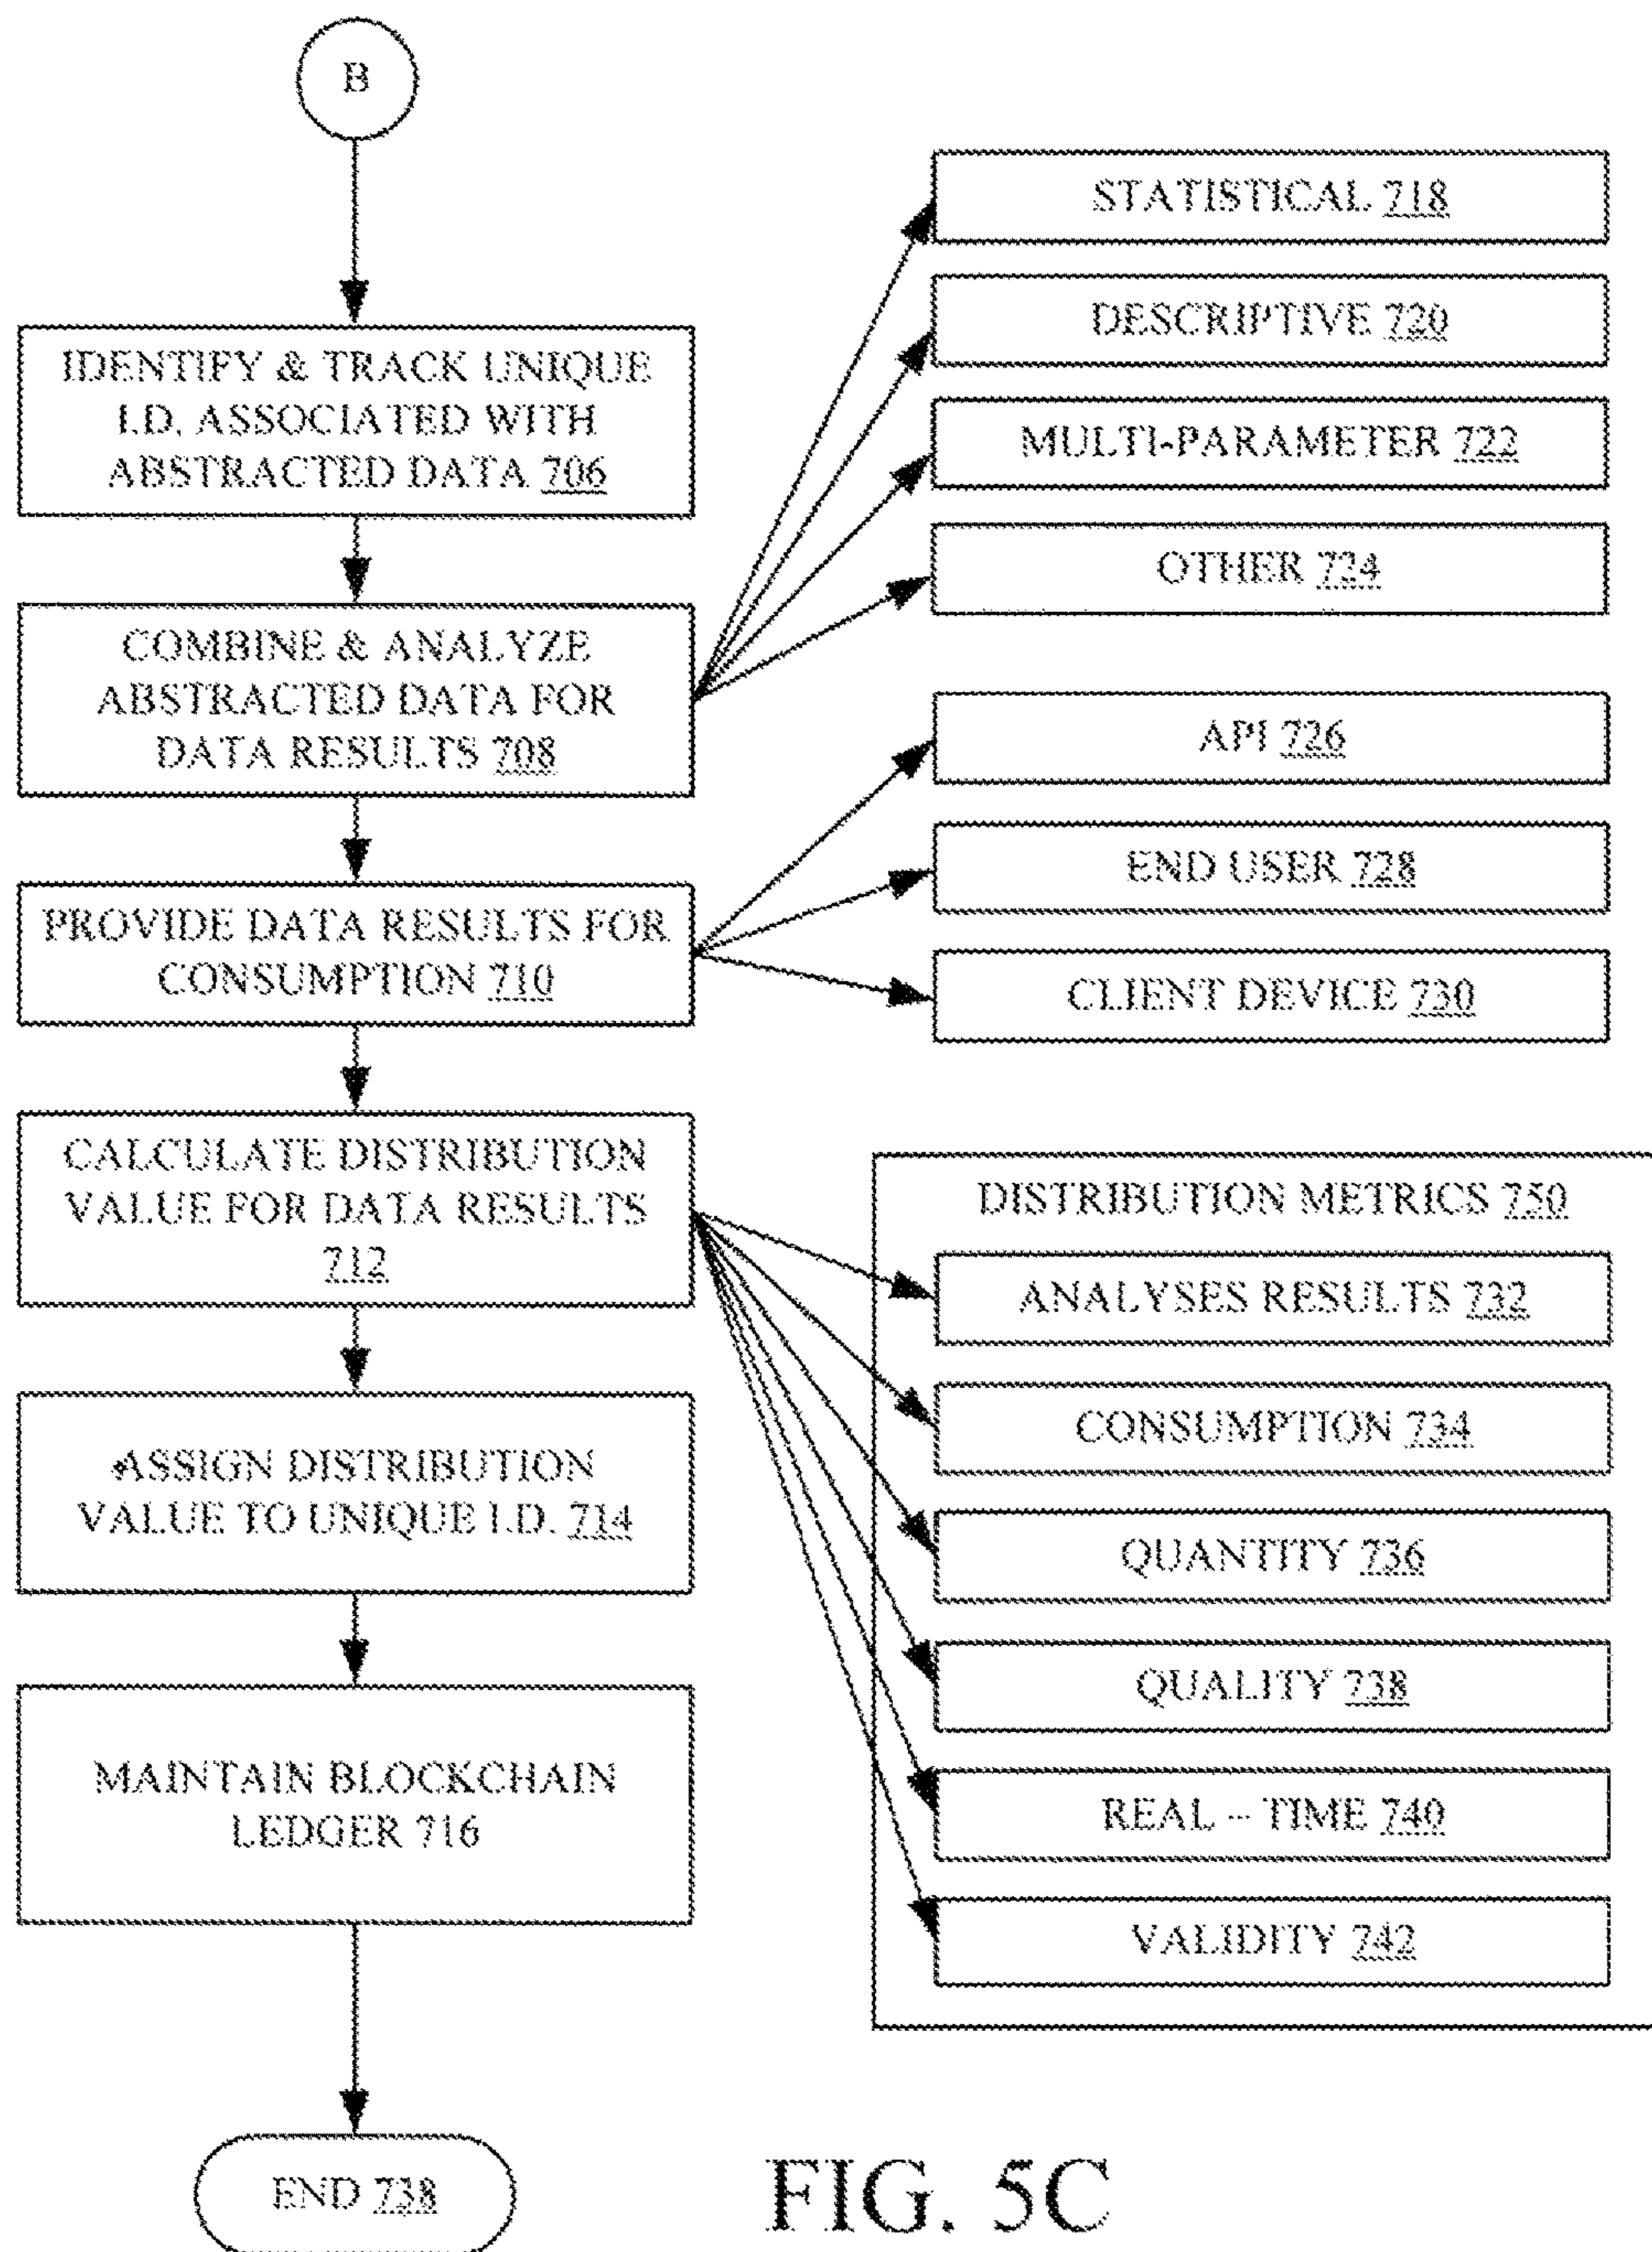 B
IDENTIFY & TRACK UNIQUE
I.D. ASSOCIATED WITH
ABSTRACTED DATA 706
COMBINE & ANALYZE
ABSTRACTED DATA FOR
DATA RESULTS 708
PROVIDE DATA RESULTS FOR
CONSUMPTION 710
CALCULATE DISTRIBUTION
VALUE FOR DATA RESULTS
712
ASSIGN DISTRIBUTION
VALUE TO UNIQUE I.D. 714
MAINTAIN BLOCKCHAIN
LEDGER 716
END 738
STATISTICAL 718
DESCRIPTIVE 720
MULTI-PARAMETER 722
OTHER 724
API 726
END USER 728
CLIENT DEVICE 730
DISTRIBUTION METRICS 750
ANALYSES RESULTS 732
CONSUMPTION 734
QUANTITY 736
QUALITY 738
REAL – TIME 740
VALIDITY 742
FIG. 5C